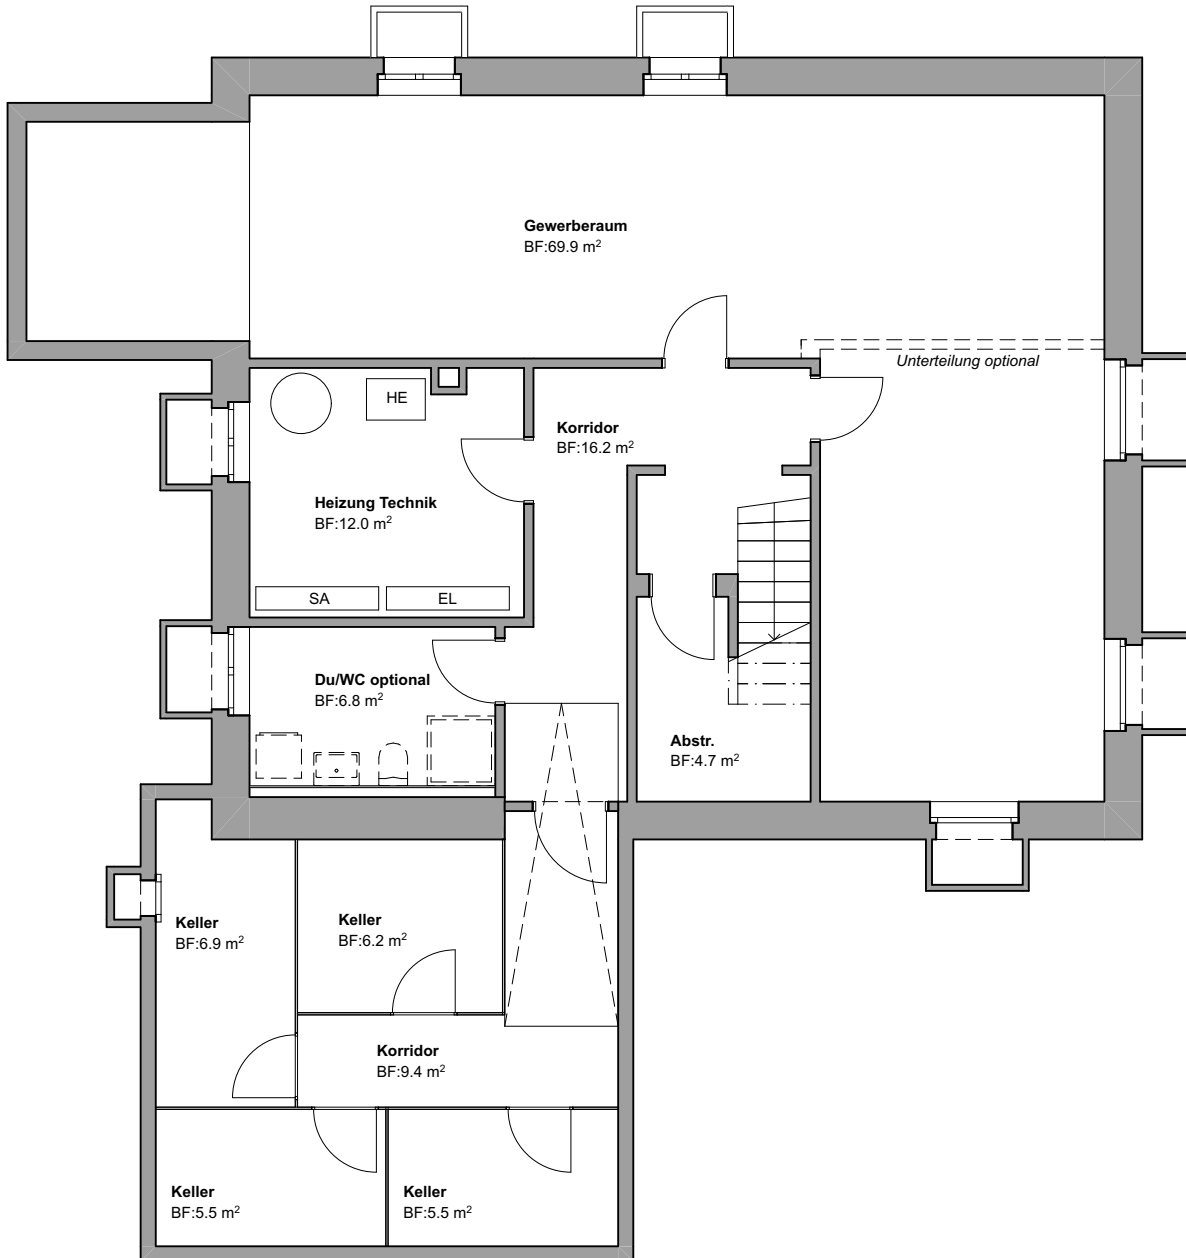 Gewerberaum
BF:69.9 m²
Unterteilung optional
HE
Korridor
BF:16.2 m²
Heizung Technik
BF:12.0 m²
SA
EL
Du/WC optional
BF:6.8 m²
Abstr.
BF:4.7 m²
Keller
BF:6.9 m²
Keller
BF:6.2 m²
Korridor
BF:9.4 m²
Keller
BF:5.5 m²
Keller
BF:5.5 m²